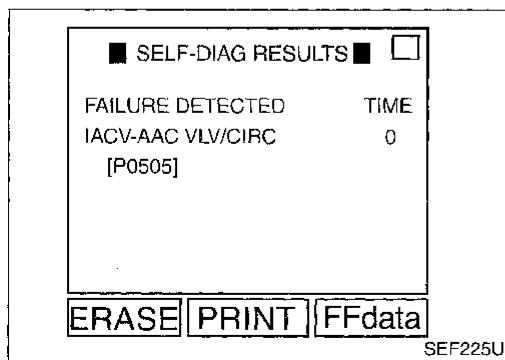 ■ SELF-DIAG RESULTS ■
FAILURE DETECTED TIME
IACV-AAC VLV/CIRC 0
[P0505]
ERASE PRINT FFdata
SEF225U